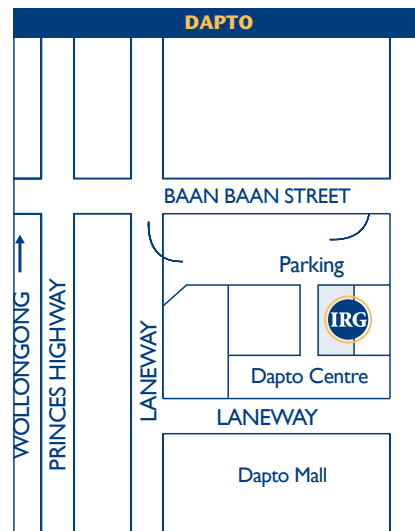 DAPTO
BAAN BAAN STREET
Parking
WOLLONGONG
PRINCES HIGHWAY
LANEWAY
IRG
Dapto Centre
LANEWAY
Dapto Mall